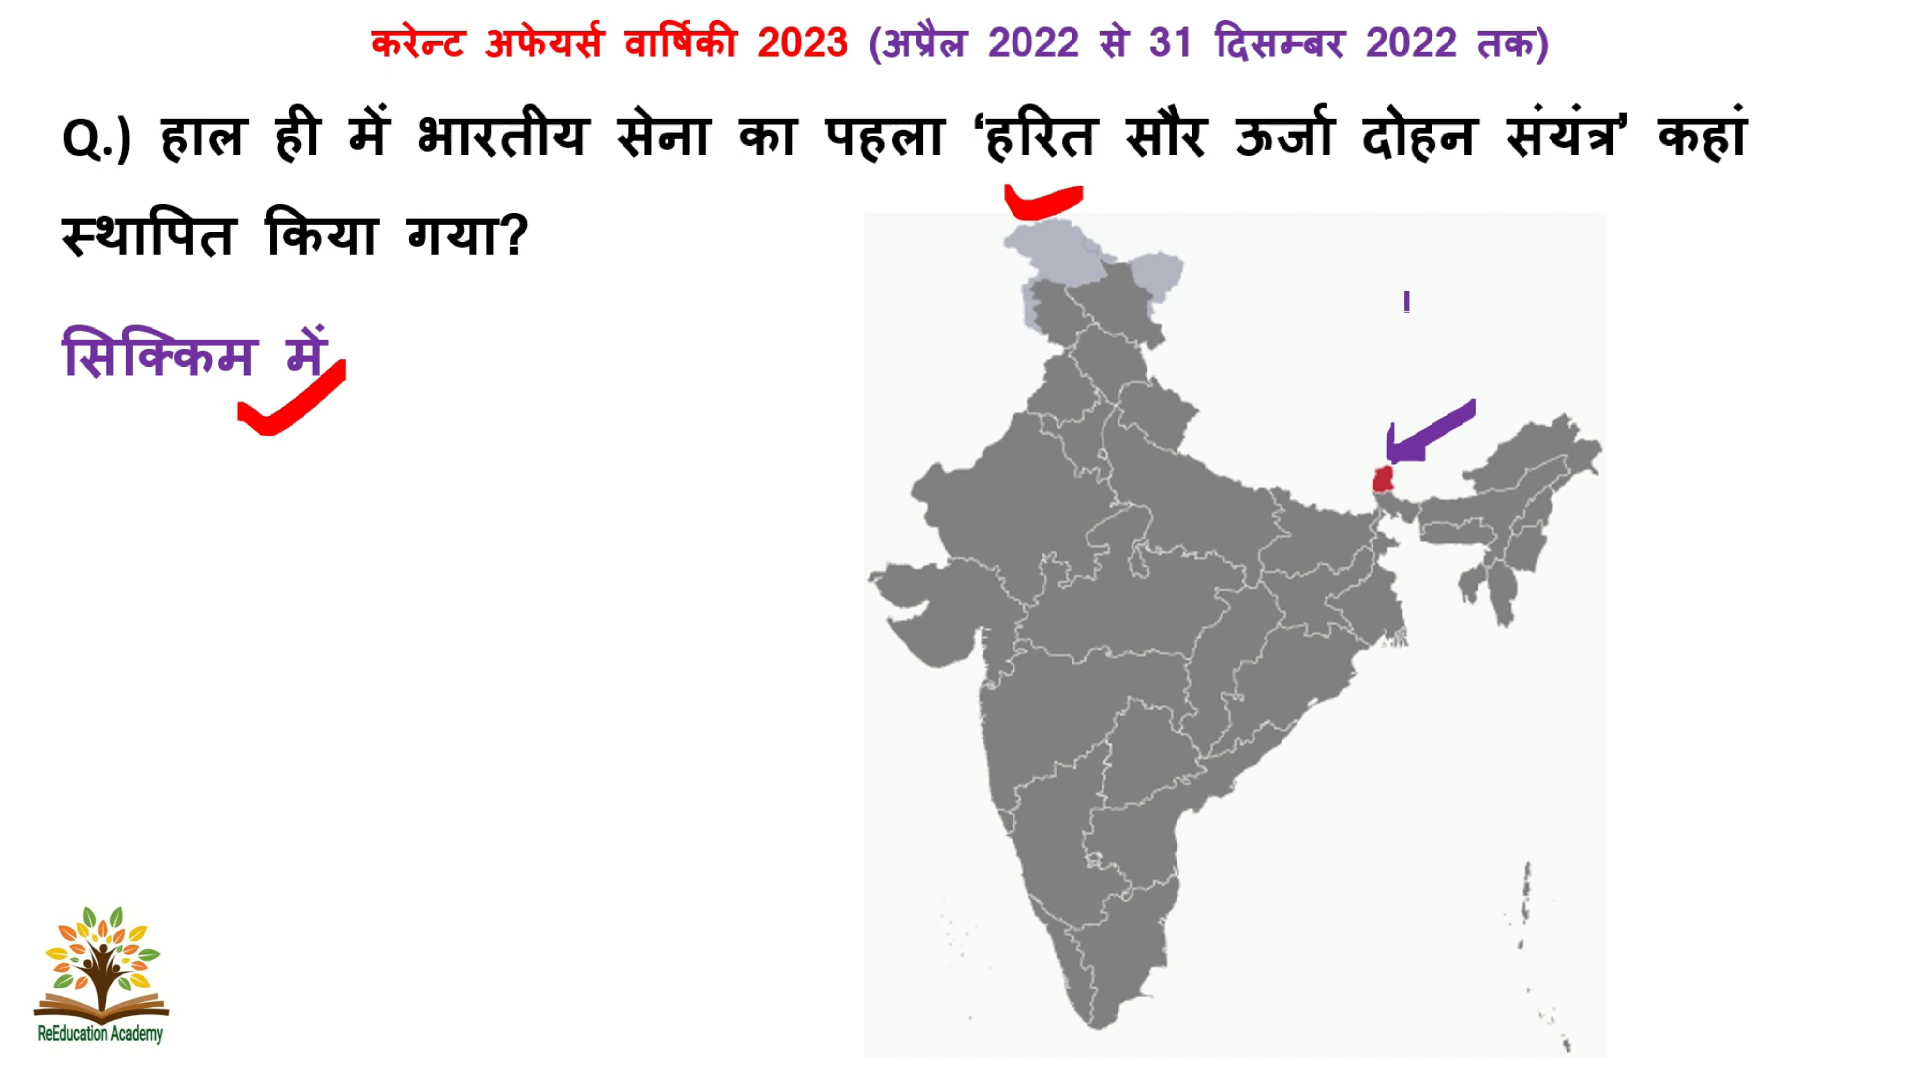 करेन्ट अफेयर्स वार्षिकी 2023 (अप्रैल 2022 से 31 दिसम्बर 2022 तक)
Q.) हाल ही में भारतीय सेना का पहला ‘हरित सौर ऊर्जा दोहन संयंत्र’ कहां
स्थापित किया गया?
सिक्किम में
ReEducation Academy